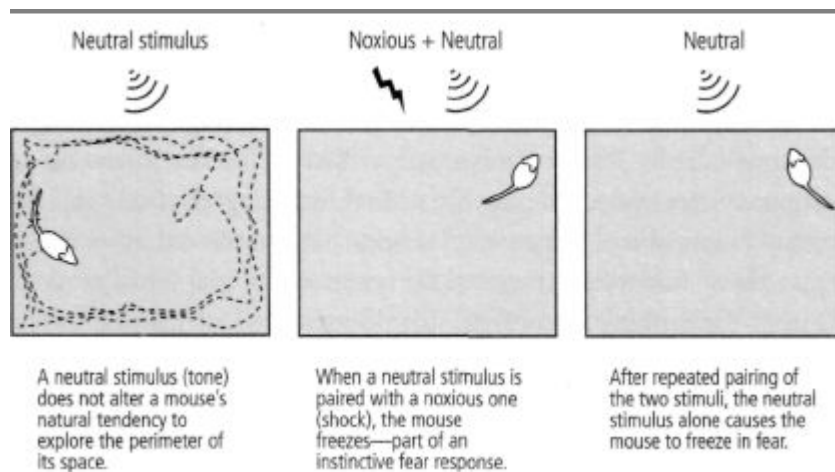 Neutral stimulus
Noxious + Neutral
Neutral
A neutral stimulus (tone)
does not alter a mouse's
natural tendency to
explore the perimeter of
its space.
When a neutral stimulus is
paired with a noxious one
(shock), the mouse
freezes—part of an
instinctive fear response.
After repeated pairing of
the two stimuli, the neutral
stimulus alone causes the
mouse to freeze in fear.